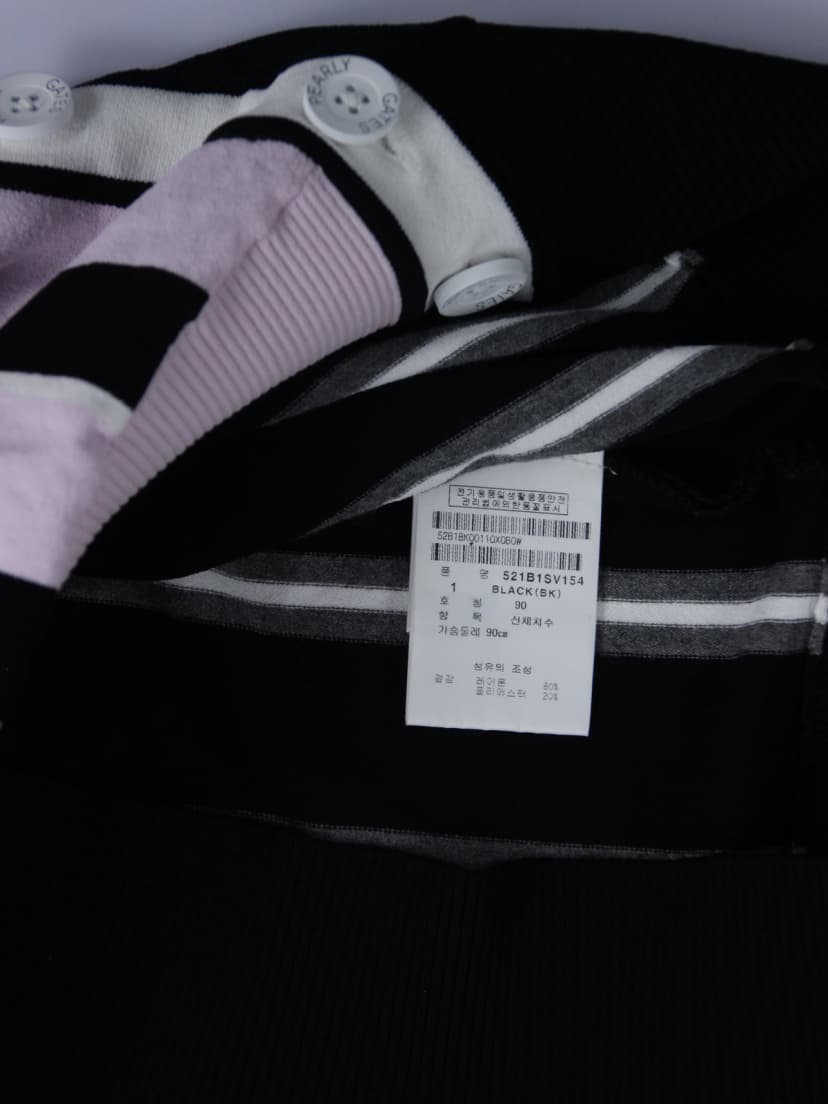 GATES
PEARLY GATES
GATES
전기용품및생활용품안전
관리법에의한품질표시
52B1BK00110X0B0W
품 명 521B1SV154
1 BLACK(BK)
호 칭 90
항 목 신체치수
가슴둘레 90cm
섬유의 조성
겉감 레이온 80%
폴리에스터 20%